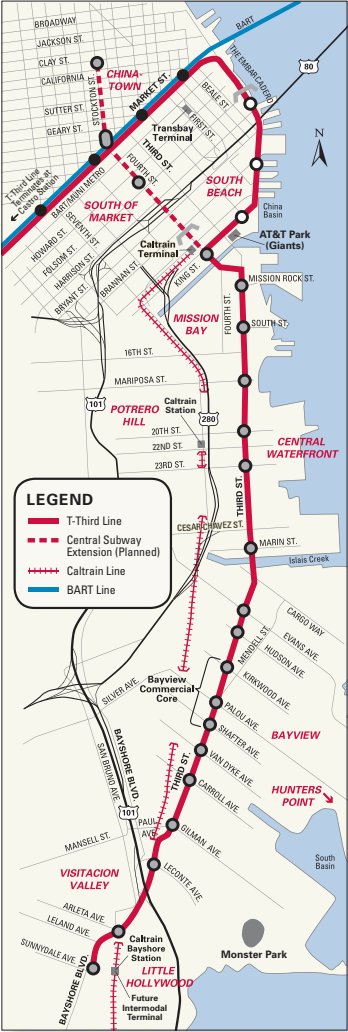 BROADWAY
BART
JACKSON ST.
THE EMBARCADERO
CLAY ST.
CHINA-
TOWN
80
CALIFORNIA
STOCKTON ST.
MARKET ST.
BEALE ST.
SUTTER ST.
FIRST ST.
GEARY ST.
Transbay
Terminal
THIRD ST.
N
FOURTH ST.
T-Third Line
Terminates at
Castro Station
BART/MUNI METRO
SOUTH
BEACH
SOUTH OF
MARKET
China
Basin
SEVENTH ST.
HOWARD ST.
FOLSOM ST.
HARRISON ST.
BRYANT ST.
BRANNAN ST.
Caltrain
Terminal
AT&T Park
(Giants)
KING ST.
MISSION ROCK ST.
MISSION
BAY
FOURTH ST.
SOUTH ST.
16TH ST.
MARIPOSA ST.
101
POTRERO
HILL
Caltrain
Station
280
20TH ST.
22ND ST.
23RD ST.
CENTRAL
WATERFRONT
THIRD ST.
LEGEND
T-Third Line
Central Subway
Extension (Planned)
Caltrain Line
BART Line
CESAR CHAVEZ ST.
MARIN ST.
Islais Creek
CARGO WAY
MENDELL ST.
EVANS AVE.
HUDSON AVE.
KIRKWOOD AVE.
SILVER AVE.
Bayview
Commercial
Core
PALOU AVE.
SHAFTER AVE.
BAYVIEW
BAYSHORE BLVD.
SAN BRUNO AVE.
THIRD ST.
VAN DYKE AVE.
CARROLL AVE.
HUNTERS
POINT
101
PAUL
AVE.
GILMAN AVE.
MANSELL ST.
South
Basin
VISITACION
VALLEY
LECONTE AVE.
ARLETA AVE.
LELAND AVE.
SUNNYDALE AVE.
Caltrain
Bayshore
Station
Monster Park
LITTLE
HOLLYWOOD
BAYSHORE BLVD.
Future
Intermodal
Terminal